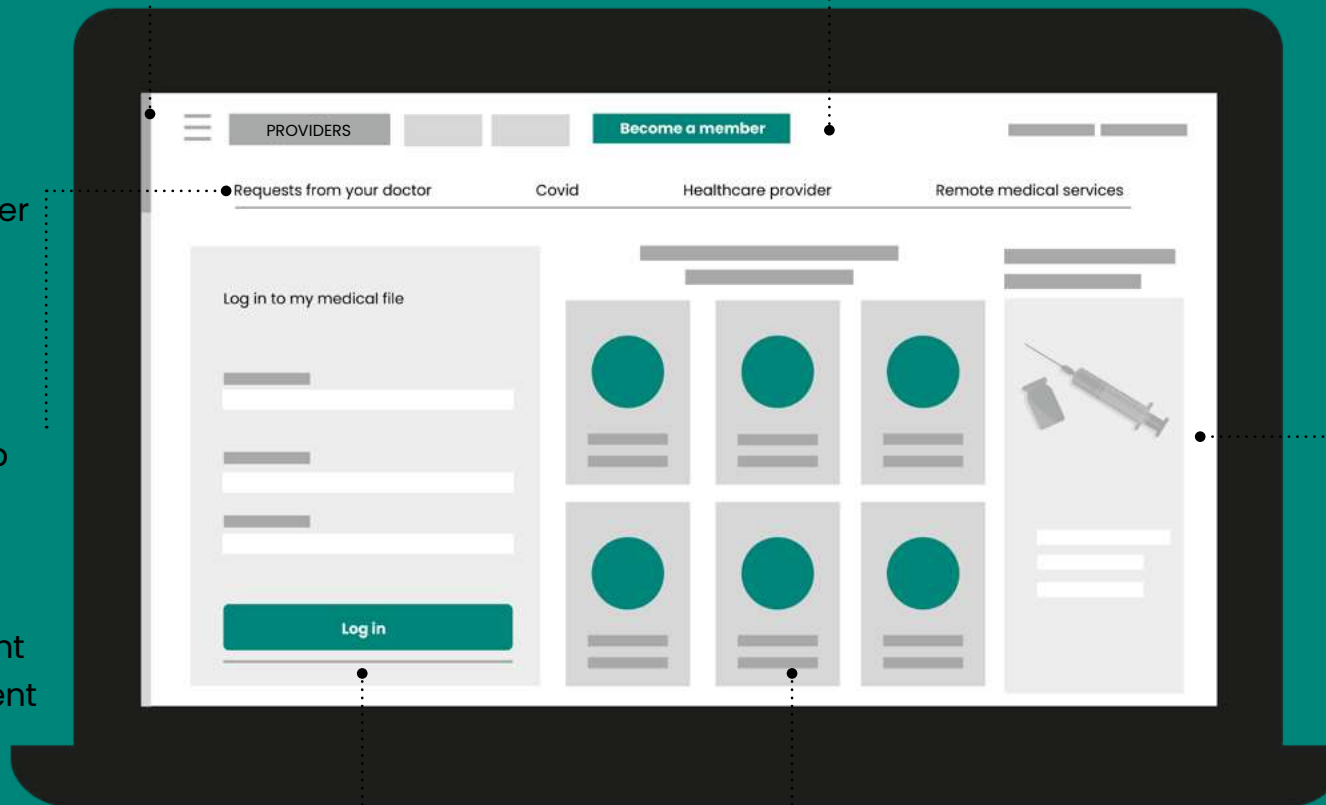 PROVIDERS
Become a member
Requests from your doctor
Covid
Healthcare provider
Remote medical services
Log in to my medical file
Log in